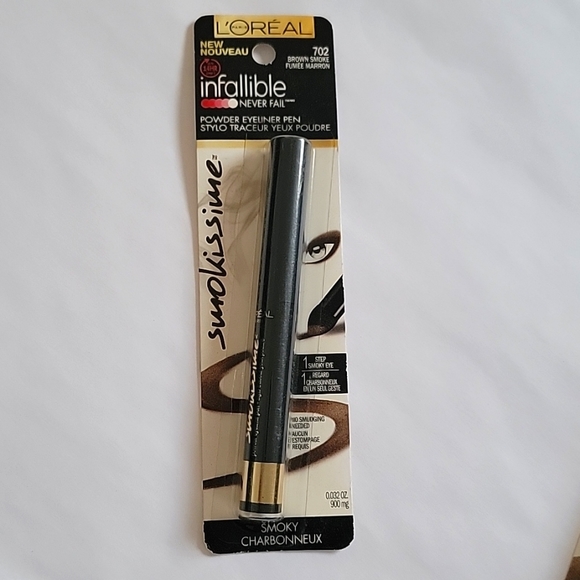 L'ORÉAL
PARIS
NEW
NOUVEAU
702
BROWN SMOKE
FUMÉE MARRON
infallible
NEVER FAIL
POWDER EYELINER PEN
STYLO TRACEUR YEUX POUDRE
smokissime™
smokissime
1 STEP
SMOKY EYE
1 REGARD
CHARBONNEUX
EN UN SEUL GESTE
NO SMUDGING
NEEDED
AUCUN
ESTOMPAGE
REQUIS
0.032 OZ.
900 mg
SMOKY
CHARBONNEUX